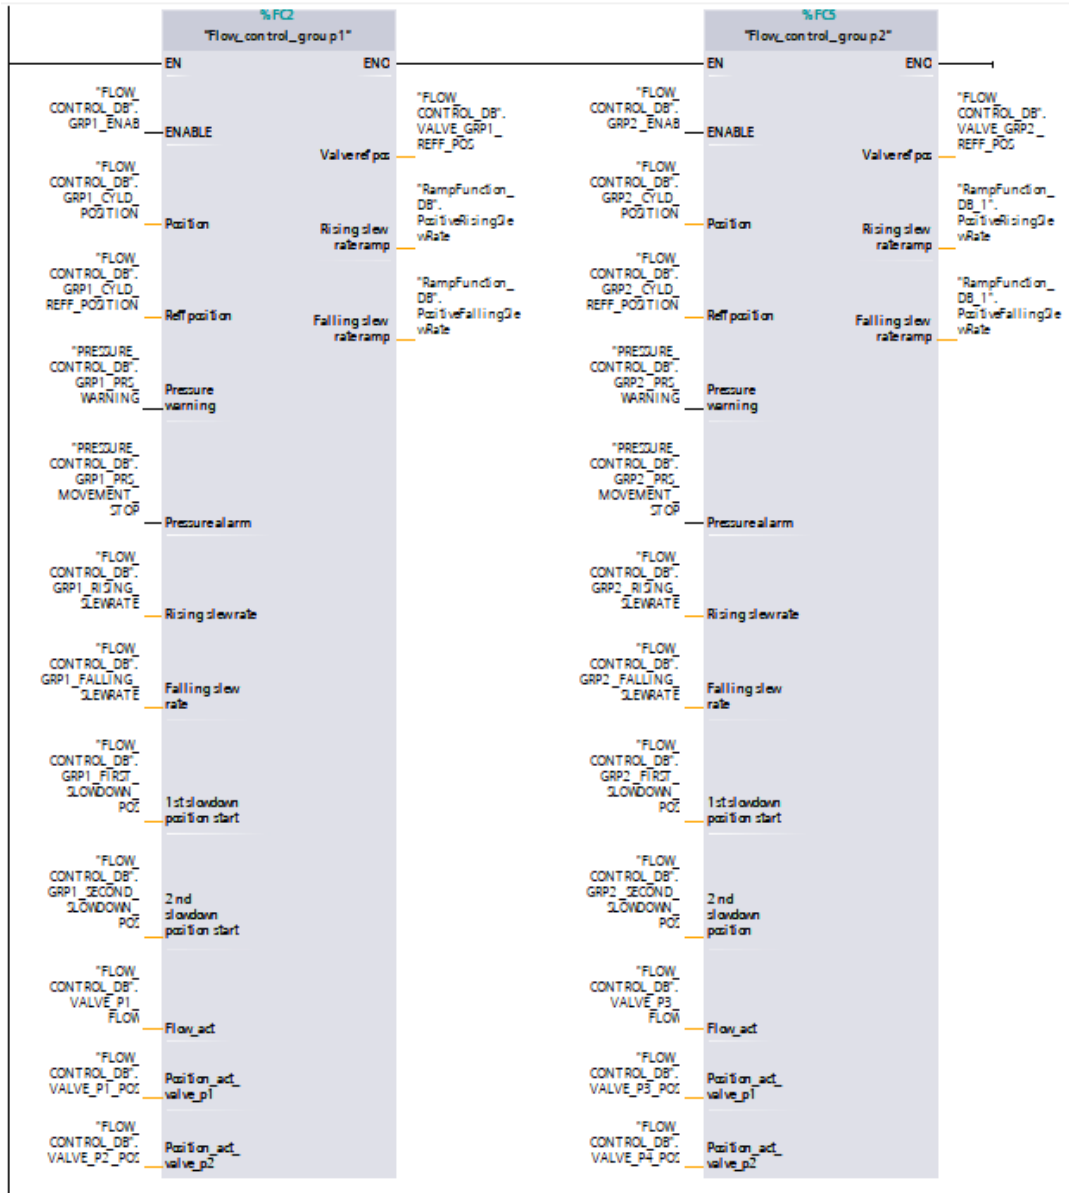 %FC2
"Flow_control_group1"
EN
ENO
"FLOW_
CONTROL_DB".
GRP1_ENAB
ENABLE
"FLOW_
CONTROL_DB".
GRP1_CYLD_
POSITION
Position
"FLOW_
CONTROL_DB".
GRP1_CYLD_
REFF_POSITION
Reff position
"PRESSURE_
CONTROL_DB".
GRP1_PRS_
WARNING
Pressure
warning
"PRESSURE_
CONTROL_DB".
GRP1_PRS_
MOVEMENT_
STOP
Pressure alarm
"FLOW_
CONTROL_DB".
GRP1_RISING_
SLEWRATE
Rising slewrate
"FLOW_
CONTROL_DB".
GRP1_FALLING_
SLEWRATE
Falling slew
rate
"FLOW_
CONTROL_DB".
GRP1_FIRST_
SLOWDOWN_
POS
1st slowdown
position start
"FLOW_
CONTROL_DB".
GRP1_SECOND_
SLOWDOWN_
POS
2nd
slowdown
position start
"FLOW_
CONTROL_DB".
VALVE_P1_
FLOW
Flow_act
"FLOW_
CONTROL_DB".
VALVE_P1_POS
Position_act_
valve_p1
"FLOW_
CONTROL_DB".
VALVE_P2_POS
Position_act_
valve_p2
Valve ref pos
"FLOW_
CONTROL_DB".
VALVE_GRP1_
REFF_POS
Rising slew
rate ramp
"RampFunction_
DB".
PositiveRisingSle
wRate
Falling slew
rate ramp
"RampFunction_
DB".
PositiveFallingSle
wRate
%FC5
"Flow_control_group2"
EN
ENO
"FLOW_
CONTROL_DB".
GRP2_ENAB
ENABLE
"FLOW_
CONTROL_DB".
GRP2_CYLD_
POSITION
Position
"FLOW_
CONTROL_DB".
GRP2_CYLD_
REFF_POSITION
Reff position
"PRESSURE_
CONTROL_DB".
GRP2_PRS_
WARNING
Pressure
warning
"PRESSURE_
CONTROL_DB".
GRP2_PRS_
MOVEMENT_
STOP
Pressure alarm
"FLOW_
CONTROL_DB".
GRP2_RISING_
SLEWRATE
Rising slewrate
"FLOW_
CONTROL_DB".
GRP2_FALLING_
SLEWRATE
Falling slew
rate
"FLOW_
CONTROL_DB".
GRP2_FIRST_
SLOWDOWN_
POS
1st slowdown
position start
"FLOW_
CONTROL_DB".
GRP2_SECOND_
SLOWDOWN_
POS
2nd
slowdown
position
"FLOW_
CONTROL_DB".
VALVE_P3_
FLOW
Flow_act
"FLOW_
CONTROL_DB".
VALVE_P3_POS
Position_act_
valve_p1
"FLOW_
CONTROL_DB".
VALVE_P4_POS
Position_act_
valve_p2
Valve ref pos
"FLOW_
CONTROL_DB".
VALVE_GRP2_
REFF_POS
Rising slew
rate ramp
"RampFunction_
DB_1".
PositiveRisingSle
wRate
Falling slew
rate ramp
"RampFunction_
DB_1".
PositiveFallingSle
wRate